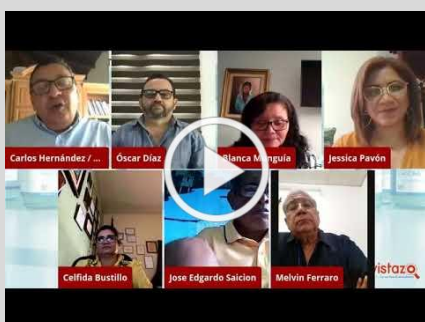 Carlos Hernández / ...
Óscar Díaz
Blanca Munguía
Jessica Pavón
Celfida Bustillo
Jose Edgardo Saicion
Melvin Ferraro
vistazo